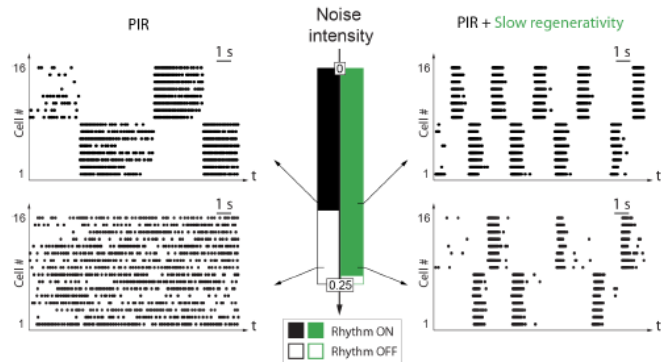 PIR
Noise
intensity
PIR + Slow regenerativity
1 s
16
Cell #
1
t
0
1 s
16
Cell #
1
t
1 s
16
Cell #
1
t
1 s
16
Cell #
1
t
0.25
Rhythm ON
Rhythm OFF